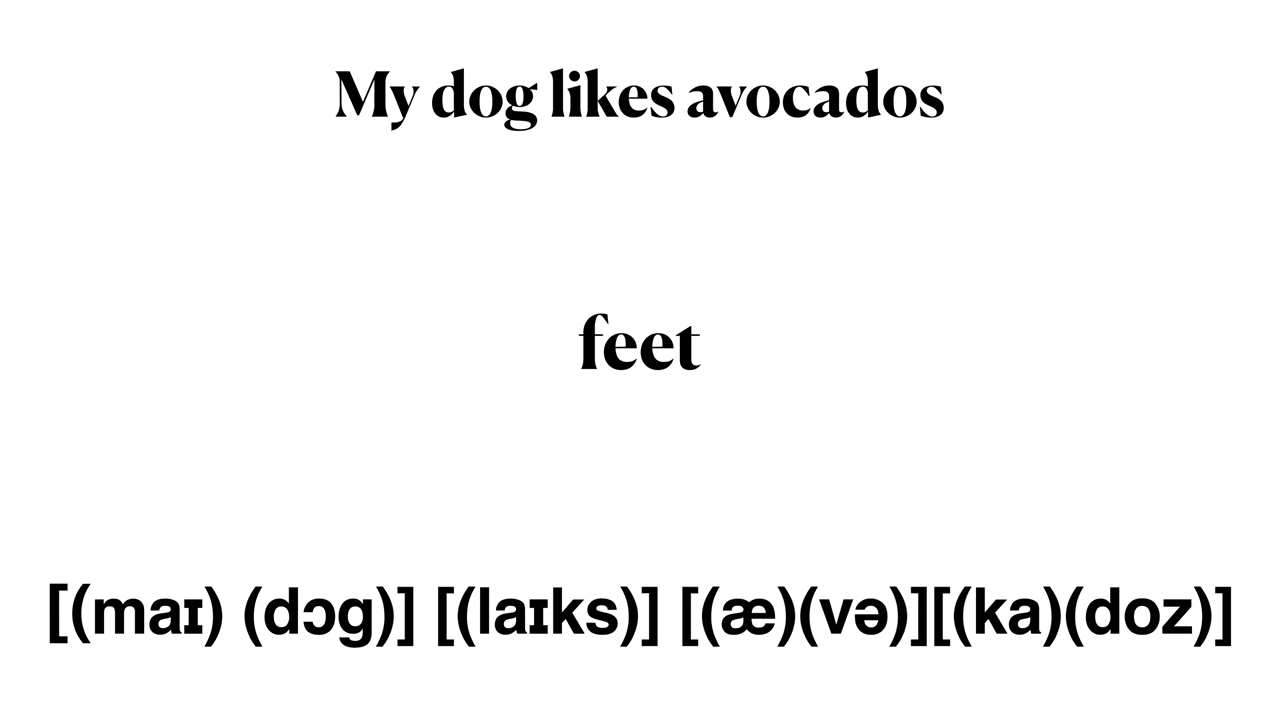 My dog likes avocados
feet
[(maɪ) (dɔg)] [(laɪks)] [(æ)(və)][(ka)(doz)]